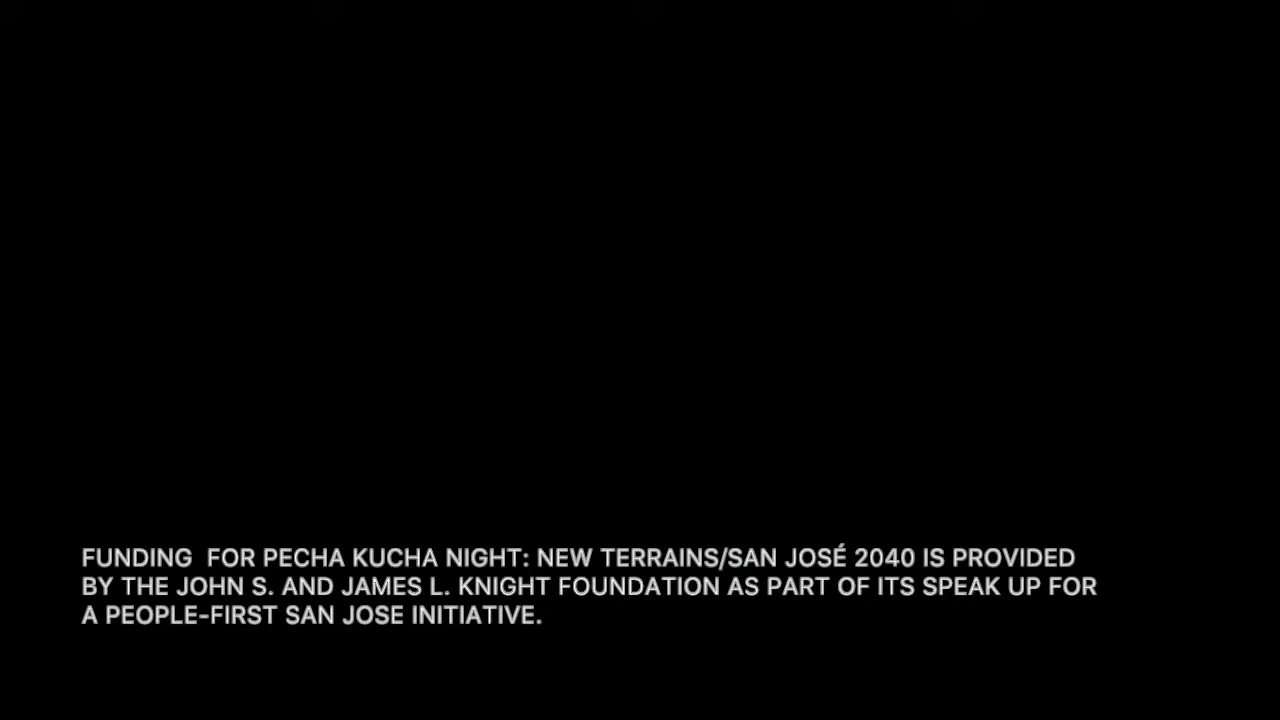 FUNDING  FOR PECHA KUCHA NIGHT: NEW TERRAINS/SAN JOSÉ 2040 IS PROVIDED
BY THE JOHN S. AND JAMES L. KNIGHT FOUNDATION AS PART OF ITS SPEAK UP FOR
A PEOPLE-FIRST SAN JOSE INITIATIVE.